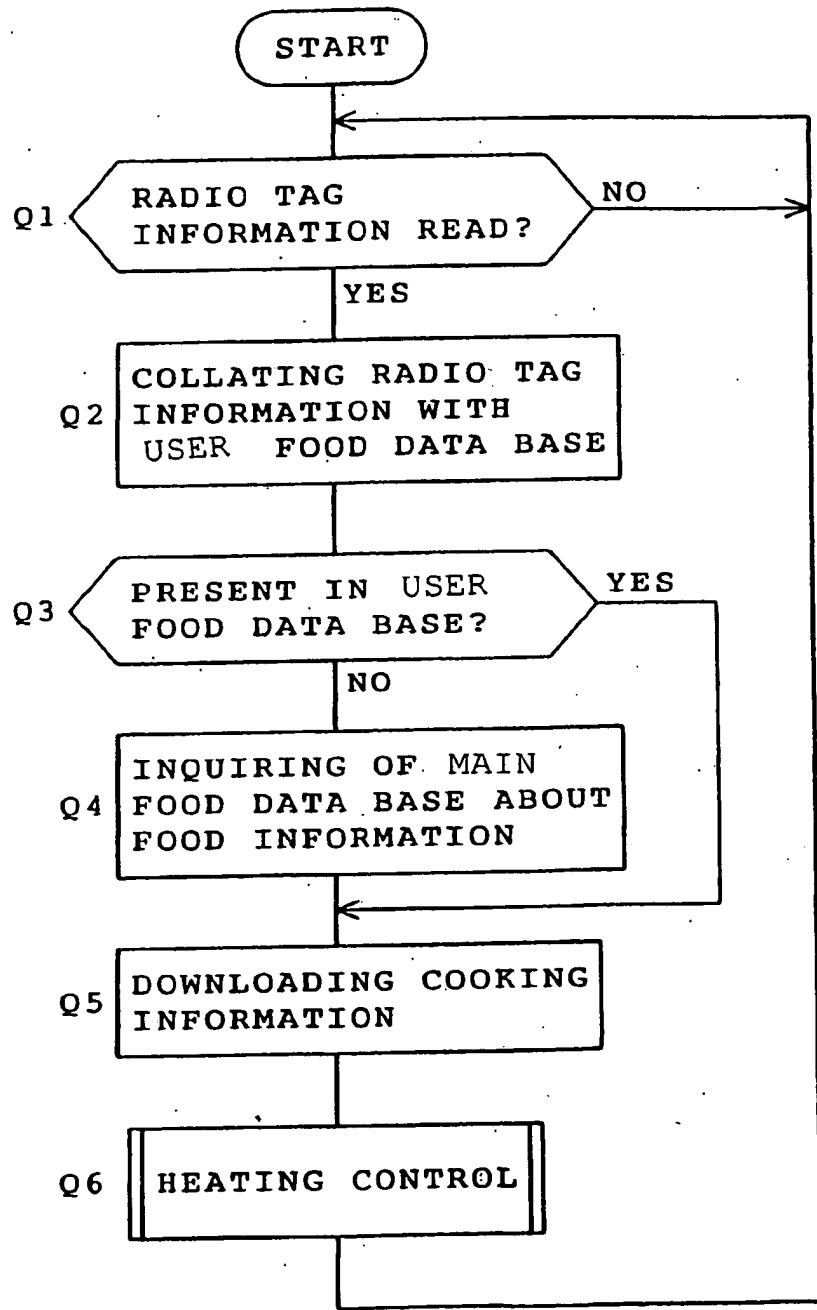 START
Q1
RADIO TAG
INFORMATION READ?
NO
YES
Q2
COLLATING RADIO TAG
INFORMATION WITH
USER FOOD DATA BASE
Q3
PRESENT IN USER
FOOD DATA BASE?
YES
NO
Q4
INQUIRING OF MAIN
FOOD DATA BASE ABOUT
FOOD INFORMATION
Q5
DOWNLOADING COOKING
INFORMATION
Q6
HEATING CONTROL